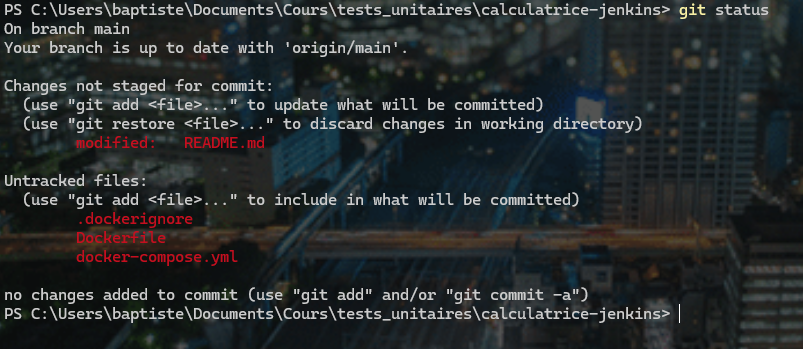 PS C:\Users\baptiste\Documents\Cours\tests_unitaires\calculatrice-jenkins> git status
On branch main
Your branch is up to date with 'origin/main'.

Changes not staged for commit:
  (use "git add <file>..." to update what will be committed)
  (use "git restore <file>..." to discard changes in working directory)
        modified:   README.md

Untracked files:
  (use "git add <file>..." to include in what will be committed)
        .dockerignore
        Dockerfile
        docker-compose.yml

no changes added to commit (use "git add" and/or "git commit -a")
PS C:\Users\baptiste\Documents\Cours\tests_unitaires\calculatrice-jenkins>